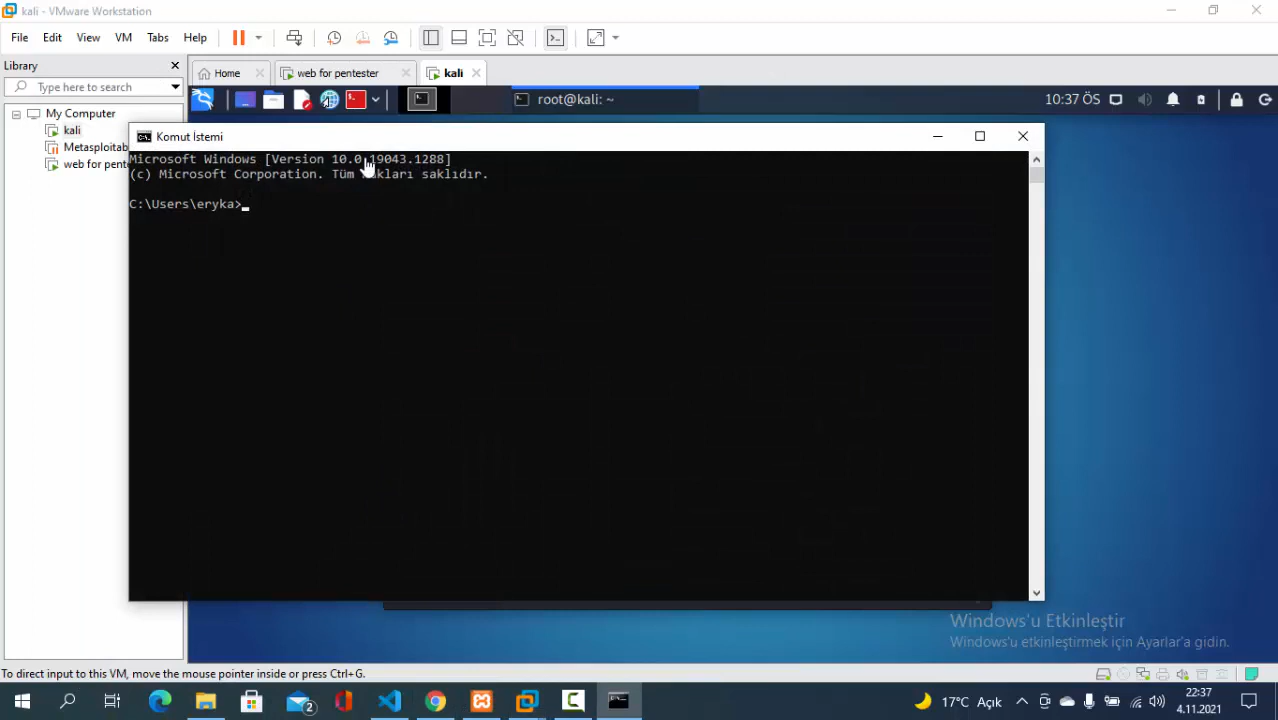 kali - VMware Workstation
File Edit View VM Tabs Help
Library
Type here to search
My Computer
kali
Metasploitab
web for pente
Home
web for pentester
kali
root@kali: ~
10:37 ÖS
Komut İstemi
Microsoft Windows [Version 10.0.19043.1288]
(c) Microsoft Corporation. Tüm hakları saklıdır.
C:\Users\eryka>
Windows'u Etkinleştir
Windows'u etkinleştirmek için Ayarlar'a gidin.
To direct input to this VM, move the mouse pointer inside or press Ctrl+G.
2
17°C Açık
22:37
4.11.2021